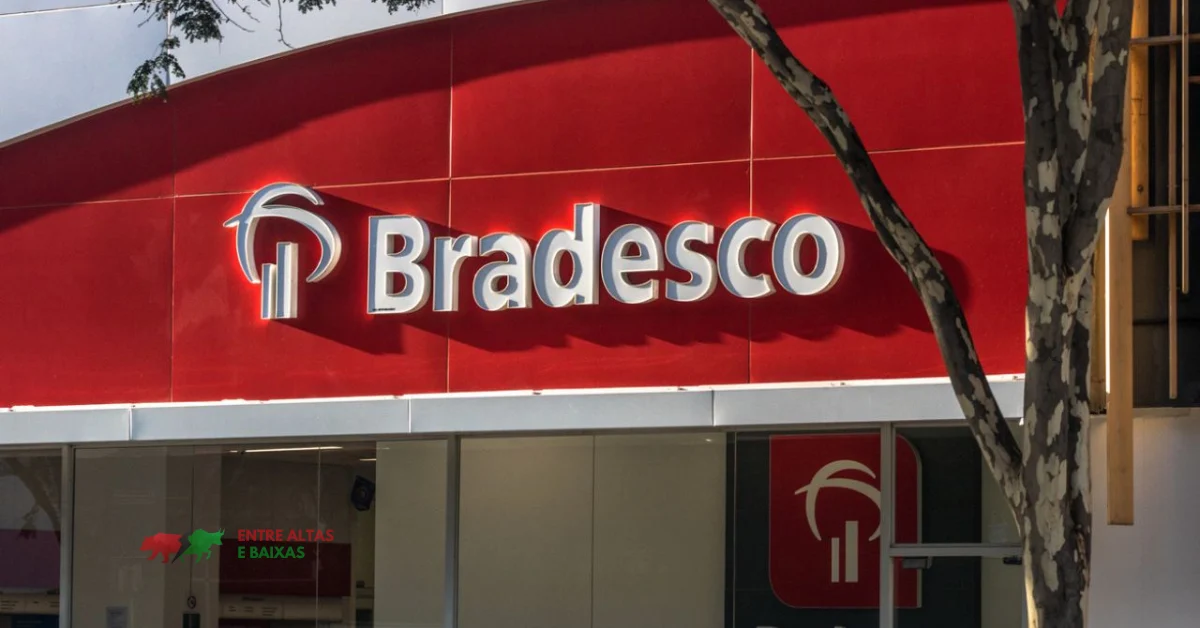 Bradesco
ENTRE ALTAS
E BAIXAS